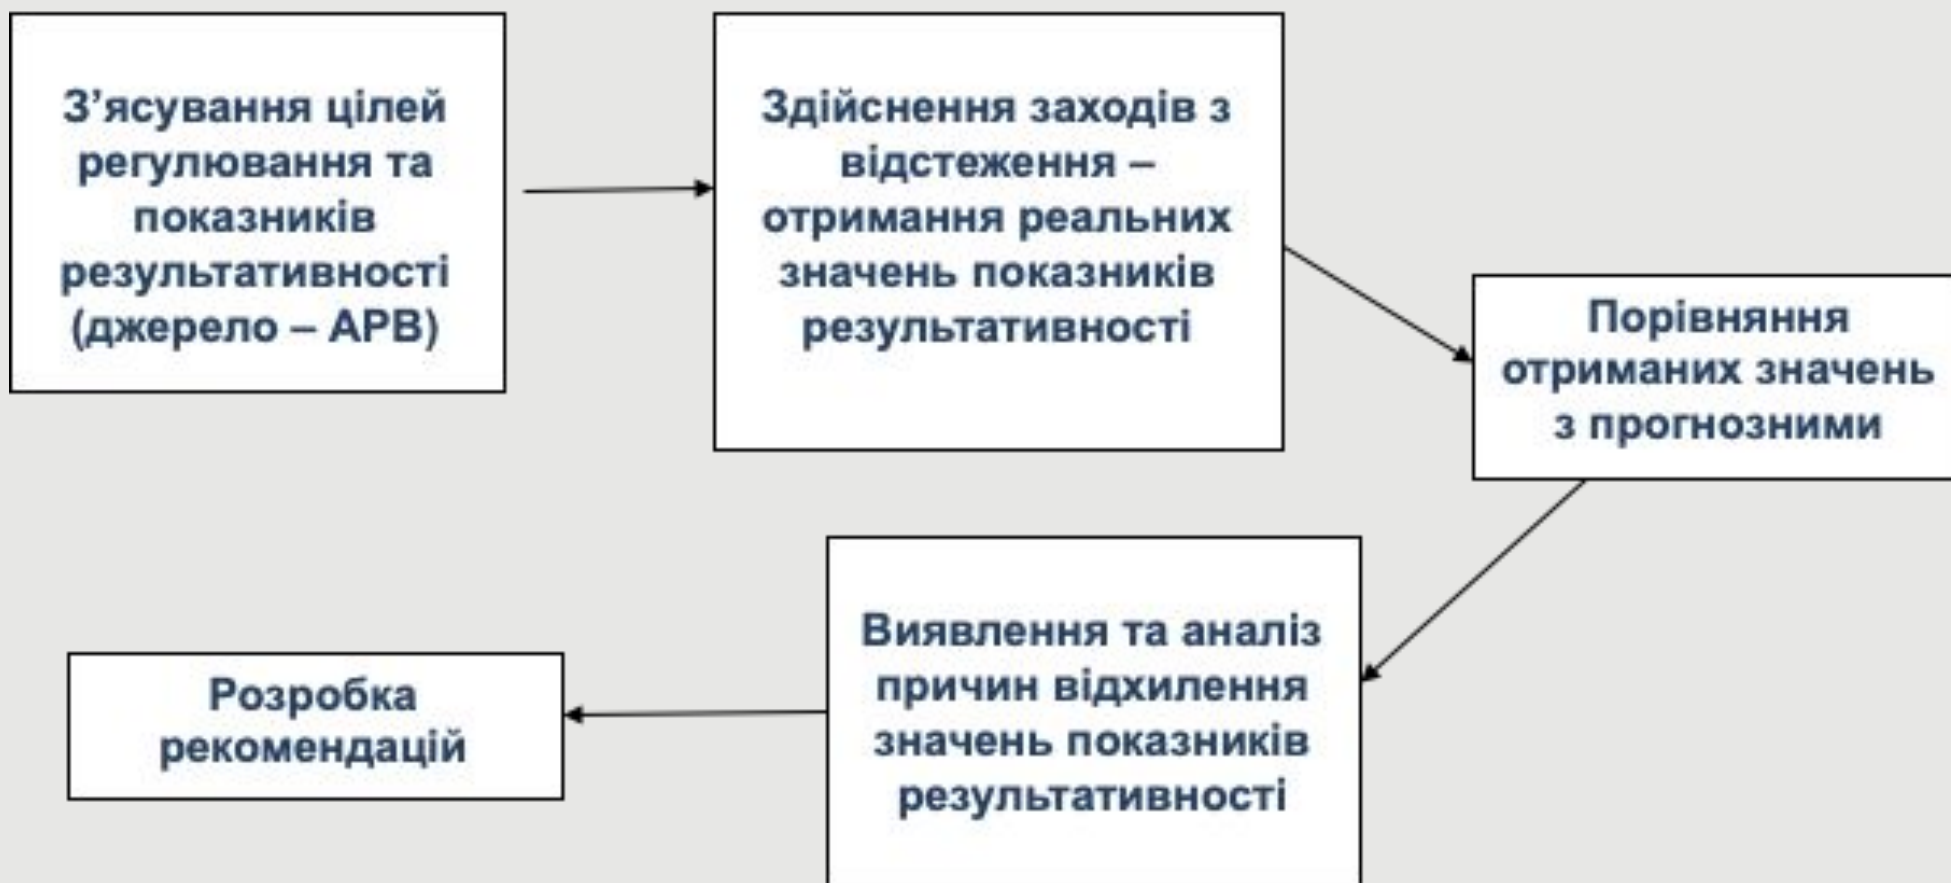 З’ясування цілей
регулювання та
показників
результативності
(джерело – АРВ)
Здійснення заходів з
відстеження –
отримання реальних
значень показників
результативності
Порівняння
отриманих значень
з прогнозними
Виявлення та аналіз
причин відхилення
значень показників
результативності
Розробка
рекомендацій